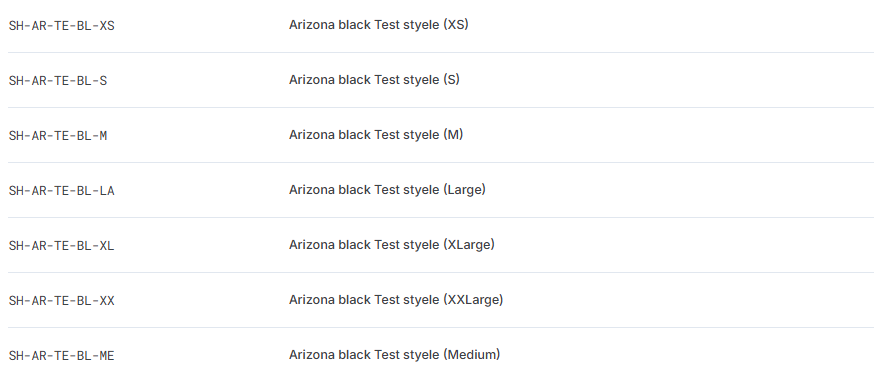 SH-AR-TE-BL-XS Arizona black Test styele (XS)
SH-AR-TE-BL-S Arizona black Test styele (S)
SH-AR-TE-BL-M Arizona black Test styele (M)
SH-AR-TE-BL-LA Arizona black Test styele (Large)
SH-AR-TE-BL-XL Arizona black Test styele (XLarge)
SH-AR-TE-BL-XX Arizona black Test styele (XXLarge)
SH-AR-TE-BL-ME Arizona black Test styele (Medium)